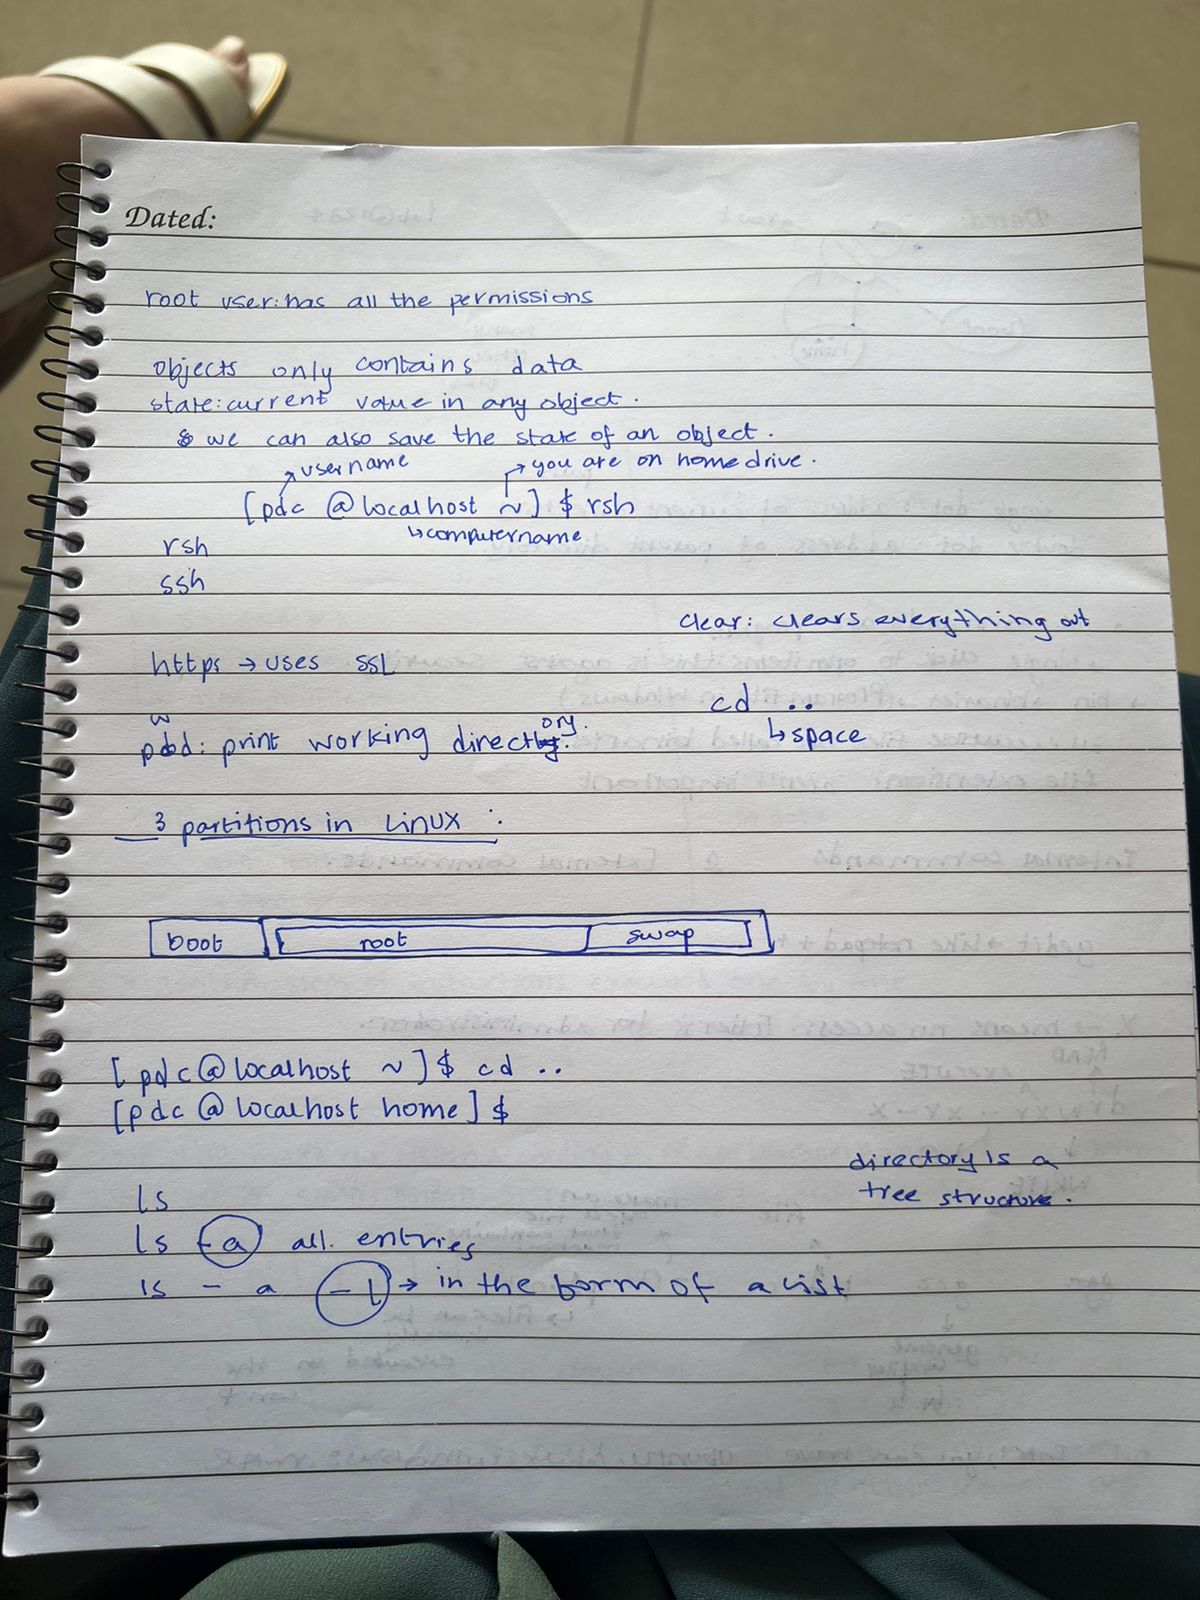 Dated:
root user: has all the permissions
objects only contains data
state: current value in any object.
we can also save the state of an object.
username
you are on home drive.
[pdc @localhost ~] $ rsh
computername
rsh
ssh
clear: clears everything out
https → uses SSL
cd ..
space
w
pbd: print working directory.
3 partitions in Linux :
boot root swap
[pdc@localhost ~]$ cd ..
[pdc @ localhost home] $
directory is a
tree structure.
ls
ls -a all. entries
ls - a -l → in the form of a list